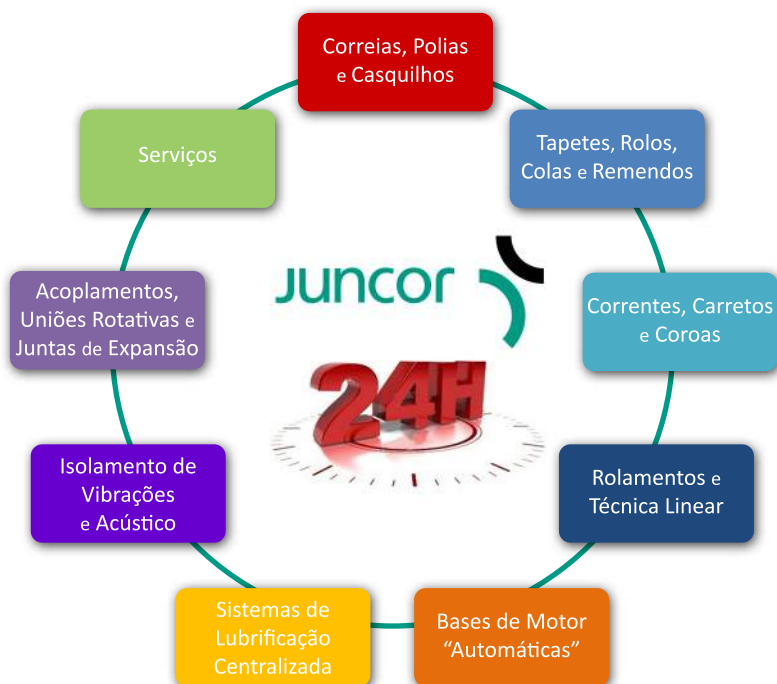 Correias, Polias
e Casquilhos
Tapetes, Rolos,
Colas e Remendos
Correntes, Carretos
e Coroas
Rolamentos e
Técnica Linear
Bases de Motor
“Automáticas”
Sistemas de
Lubrificação
Centralizada
Isolamento de
Vibrações
e Acústico
Acoplamentos,
Uniões Rotativas e
Juntas de Expansão
Serviços
Juncor
24H